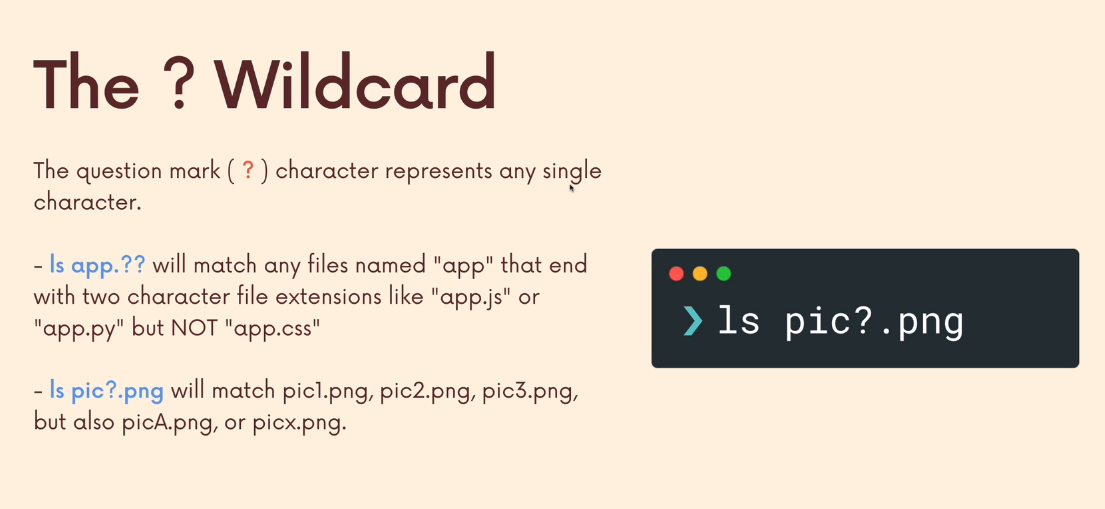 The ? Wildcard
The question mark ( ? ) character represents any single
character.
- ls app.?? will match any files named "app" that end
with two character file extensions like "app.js" or
"app.py" but NOT "app.css"
- ls pic?.png will match pic1.png, pic2.png, pic3.png,
but also picA.png, or picx.png.
❯ ls pic?.png